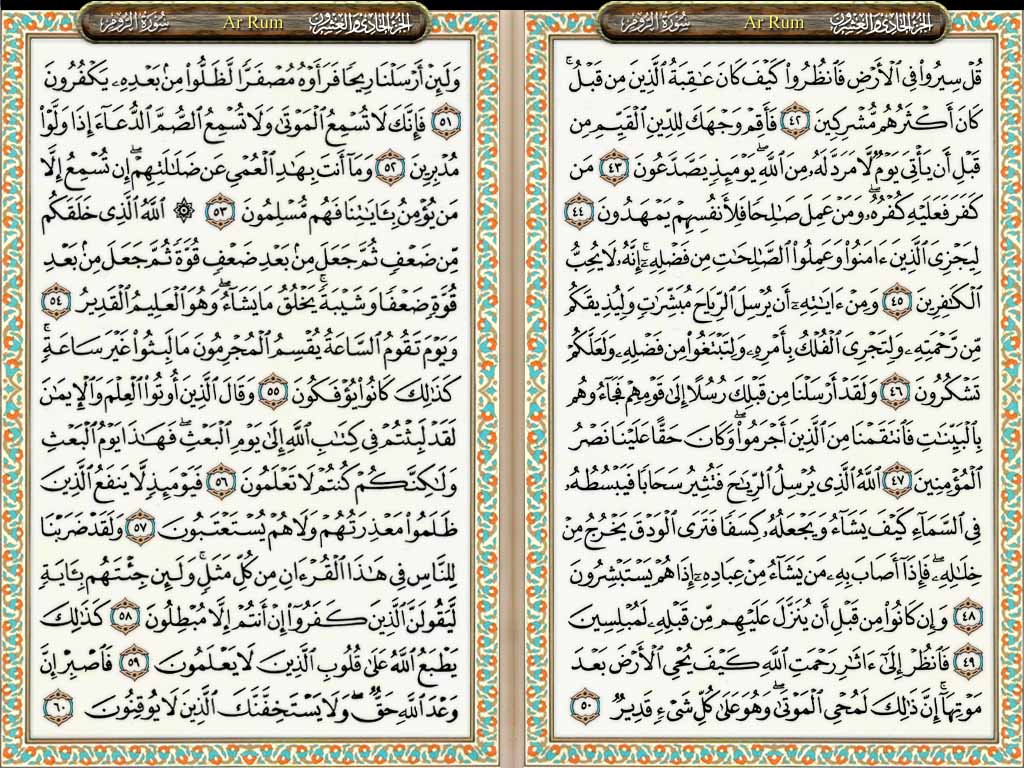 الجزء الحادي والعشرون Ar Rum سورة الروم
قُلْ سِيرُوا۟ فِى ٱلْأَرْضِ فَٱنظُرُوا۟ كَيْفَ كَانَ عَٰقِبَةُ ٱلَّذِينَ مِن قَبْلُ ۚ
كَانَ أَكْثَرُهُم مُّشْرِكِينَ ٤٢ فَأَقِمْ وَجْهَكَ لِلدِّينِ ٱلْقَيِّمِ مِن
قَبْلِ أَن يَأْتِىَ يَوْمٌ لَّا مَرَدَّ لَهُۥ مِنَ ٱللَّهِ ۖ يَوْمَئِذٍ يَصَّدَّعُونَ ٤٣ مَن
كَفَرَ فَعَلَيْهِ كُفْرُهُۥ ۖ وَمَنْ عَمِلَ صَٰلِحًا فَلِأَنفُسِهِمْ يَمْهَدُونَ ٤٤
لِيَجْزِىَ ٱلَّذِينَ ءَامَنُوا۟ وَعَمِلُوا۟ ٱلصَّٰلِحَٰتِ مِن فَضْلِهِۦٓ ۚ إِنَّهُۥ لَا يُحِبُّ
ٱلْكَٰفِرِينَ ٤٥ وَمِنْ ءَايَٰتِهِۦٓ أَن يُرْسِلَ ٱلرِّيَاحَ مُبَشِّرَٰتٍ وَلِيُذِيقَكُم
مِّن رَّحْمَتِهِۦ وَلِتَجْرِىَ ٱلْفُلْكُ بِأَمْرِهِۦ وَلِتَبْتَغُوا۟ مِن فَضْلِهِۦ وَلَعَلَّكُمْ
تَشْكُرُونَ ٤٦ وَلَقَدْ أَرْسَلْنَا مِن قَبْلِكَ رُسُلًا إِلَىٰ قَوْمِهِمْ فَجَآءُوهُم
بِٱلْبَيِّنَٰتِ فَٱنتَقَمْنَا مِنَ ٱلَّذِينَ أَجْرَمُوا۟ ۖ وَكَانَ حَقًّا عَلَيْنَا نَصْرُ
ٱلْمُؤْمِنِينَ ٤٧ ٱللَّهُ ٱلَّذِى يُرْسِلُ ٱلرِّيَٰحَ فَتُثِيرُ سَحَابًا فَيَبْسُطُهُۥ
فِى ٱلسَّمَآءِ كَيْفَ يَشَآءُ وَيَجْعَلُهُۥ كِسَفًا فَتَرَى ٱلْوَدْقَ يَخْرُجُ مِنْ
خِلَٰلِهِۦ ۖ فَإِذَآ أَصَابَ بِهِۦ مَن يَشَآءُ مِنْ عِبَادِهِۦٓ إِذَا هُمْ يَسْتَبْشِرُونَ
٤٨ وَإِن كَانُوا۟ مِن قَبْلِ أَن يُنَزَّلَ عَلَيْهِم مِّن قَبْلِهِۦ لَمُبْلِسِينَ
٤٩ فَٱنظُرْ إِلَىٰٓ ءَاثَٰرِ رَحْمَتِ ٱللَّهِ كَيْفَ يُحْىِ ٱلْأَرْضَ بَعْدَ
مَوْتِهَآ ۚ إِنَّ ذَٰلِكَ لَمُحْىِ ٱلْمَوْتَىٰ ۖ وَهُوَ عَلَىٰ كُلِّ شَىْءٍ قَدِيرٌ ٥٠
الجزء الحادي والعشرون Ar Rum سورة الروم
وَلَئِنْ أَرْسَلْنَا رِيحًا فَرَأَوْهُ مُصْفَرًّا لَّظَلُّوا۟ مِنۢ بَعْدِهِۦ يَكْفُرُونَ
٥١ فَإِنَّكَ لَا تُسْمِعُ ٱلْمَوْتَىٰ وَلَا تُسْمِعُ ٱلصُّمَّ ٱلدُّعَآءَ إِذَا وَلَّوْا۟
مُدْبِرِينَ ٥٢ وَمَآ أَنتَ بِهَٰدِ ٱلْعُمْىِ عَن ضَلَٰلَتِهِمْ ۖ إِن تُسْمِعُ إِلَّا
مَن يُؤْمِنُ بِـَٔايَٰتِنَا فَهُم مُّسْلِمُونَ ٥٣ ۞ ٱللَّهُ ٱلَّذِى خَلَقَكُم
مِّن ضَعْفٍ ثُمَّ جَعَلَ مِنۢ بَعْدِ ضَعْفٍ قُوَّةً ثُمَّ جَعَلَ مِنۢ بَعْدِ
قُوَّةٍ ضَعْفًا وَشَيْبَةً ۚ يَخْلُقُ مَا يَشَآءُ ۖ وَهُوَ ٱلْعَلِيمُ ٱلْقَدِيرُ ٥٤
وَيَوْمَ تَقُومُ ٱلسَّاعَةُ يُقْسِمُ ٱلْمُجْرِمُونَ مَا لَبِثُوا۟ غَيْرَ سَاعَةٍ ۚ
كَذَٰلِكَ كَانُوا۟ يُؤْفَكُونَ ٥٥ وَقَالَ ٱلَّذِينَ أُوتُوا۟ ٱلْعِلْمَ وَٱلْإِيمَٰنَ
لَقَدْ لَبِثْتُمْ فِى كِتَٰبِ ٱللَّهِ إِلَىٰ يَوْمِ ٱلْبَعْثِ ۖ فَهَٰذَا يَوْمُ ٱلْبَعْثِ
وَلَٰكِنَّكُمْ كُنتُمْ لَا تَعْلَمُونَ ٥٦ فَيَوْمَئِذٍ لَّا يَنفَعُ ٱلَّذِينَ
ظَلَمُوا۟ مَعْذِرَتُهُمْ وَلَا هُمْ يُسْتَعْتَبُونَ ٥٧ وَلَقَدْ ضَرَبْنَا
لِلنَّاسِ فِى هَٰذَا ٱلْقُرْءَانِ مِن كُلِّ مَثَلٍ ۚ وَلَئِن جِئْتَهُم بِـَٔايَةٍ
لَّيَقُولَنَّ ٱلَّذِينَ كَفَرُوٓا۟ إِنْ أَنتُمْ إِلَّا مُبْطِلُونَ ٥٨ كَذَٰلِكَ
يَطْبَعُ ٱللَّهُ عَلَىٰ قُلُوبِ ٱلَّذِينَ لَا يَعْلَمُونَ ٥٩ فَٱصْبِرْ إِنَّ
وَعْدَ ٱللَّهِ حَقٌّ ۖ وَلَا يَسْتَخِفَّنَّكَ ٱلَّذِينَ لَا يُوقِنُونَ ٦٠